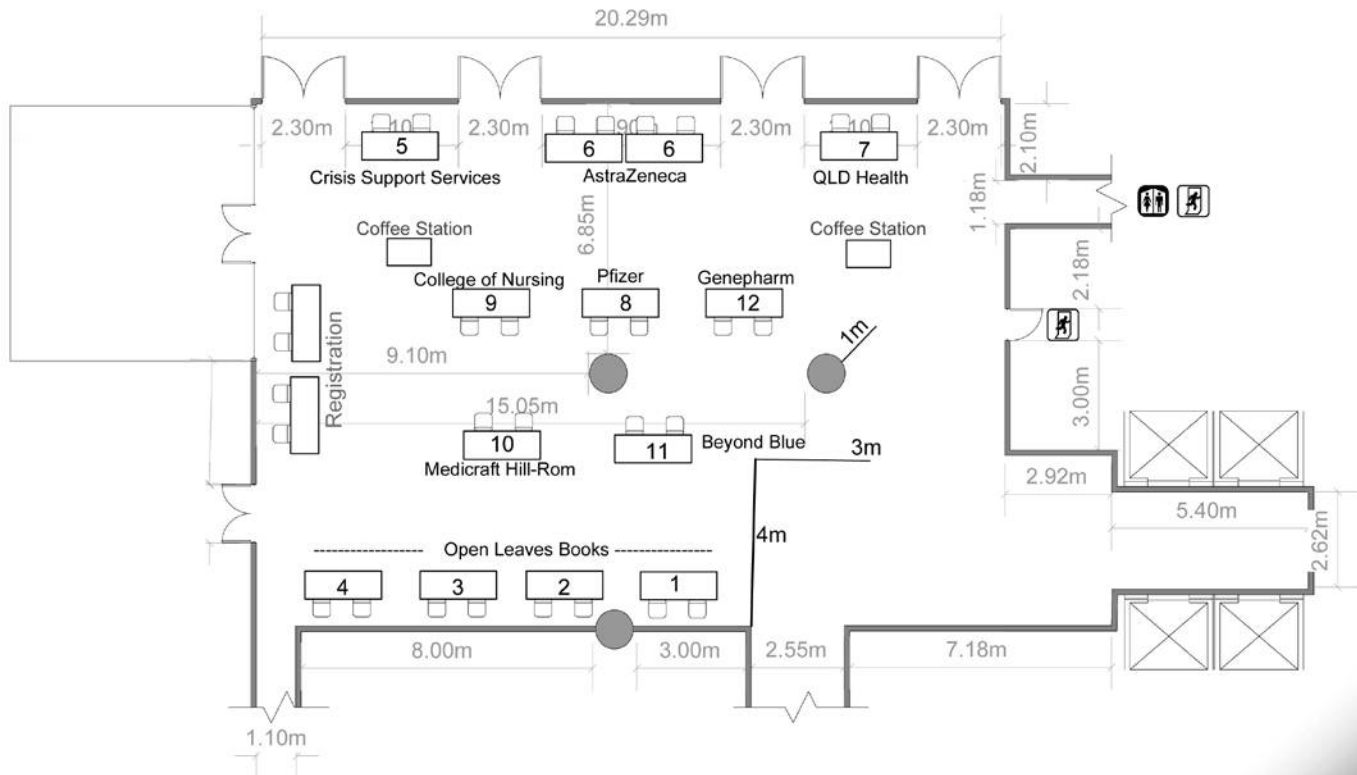 20.29m
2.30m
2.30m
2.30m
2.30m
2.10m
5
6
6
7
Crisis Support Services
AstraZeneca
QLD Health
1.18m
6.85m
Coffee Station
Coffee Station
2.18m
College of Nursing
Pfizer
Genepharm
9
8
12
Registration
1m
9.10m
3.00m
15.05m
10
11
Beyond Blue
Medicraft Hill-Rom
3m
2.92m
5.40m
2.62m
4m
Open Leaves Books
4
3
2
1
8.00m
3.00m
2.55m
7.18m
1.10m